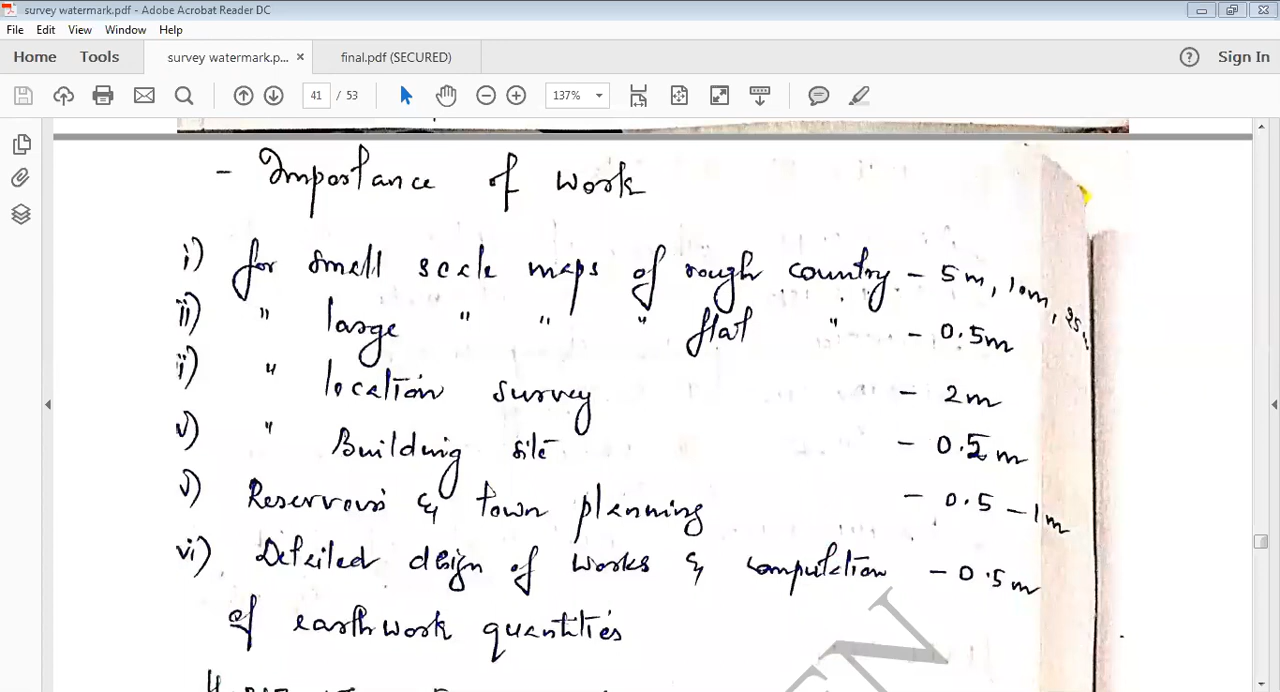 survey watermark.pdf - Adobe Acrobat Reader DC
File Edit View Window Help
Home Tools survey watermark.p... × final.pdf (SECURED) ? Sign In
41 / 53 137%
- Importance of work
i) for small scale maps of rough country - 5m, 10m, 25m
ii) " large " " " flat " - 0.5m
ii) " location survey - 2m
v) " Building site - 0.5m
v) Reservoirs & town planning - 0.5 - 1m
vi) Detailed design of works & computation - 0.5m
of earthwork quantities
EN